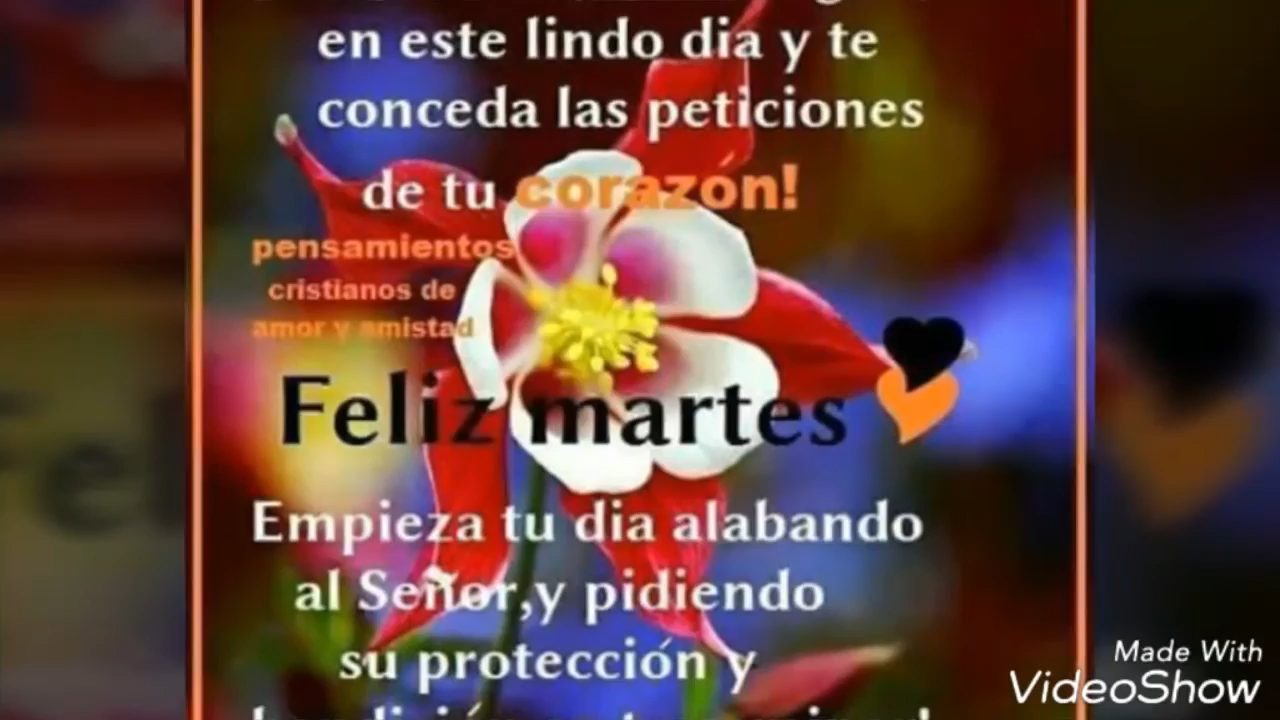 en este lindo dia y te
conceda las peticiones
de tu corazón!
pensamientos
cristianos de
amor y amistad
Feliz martes
Empieza tu dia alabando
al Señor,y pidiendo
su protección y
Made With
VideoShow